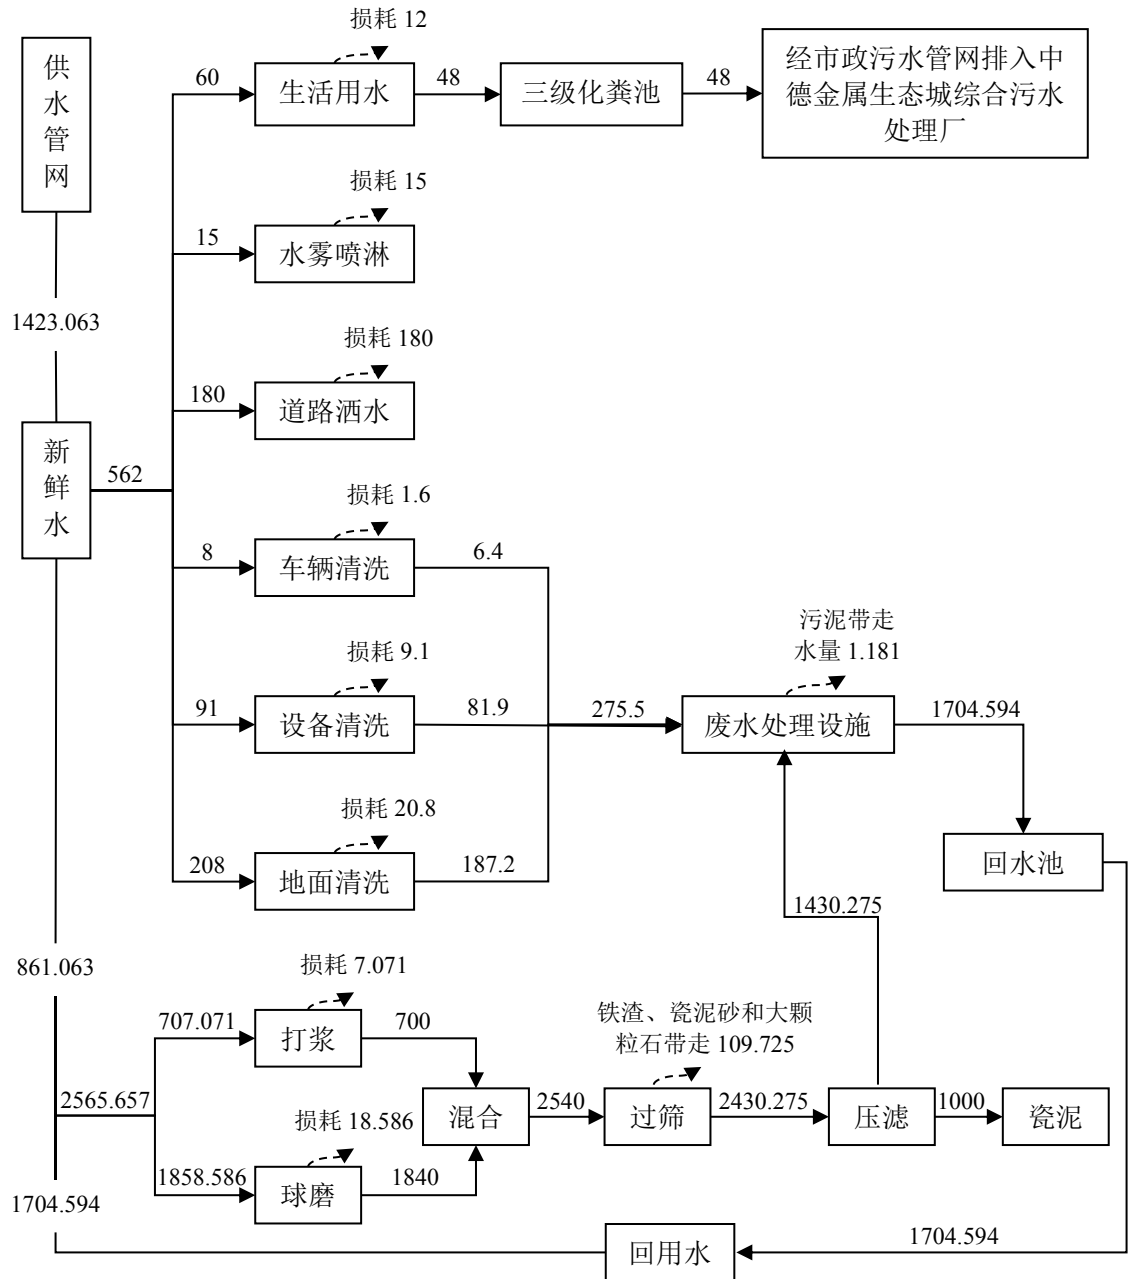 供
水
管
网
1423.063
新
鲜
水
562
861.063
2565.657
1704.594
60
损耗 12
生活用水
48
三级化粪池
48
经市政污水管网排入中
德金属生态城综合污水
处理厂
15
损耗 15
水雾喷淋
180
损耗 180
道路洒水
8
损耗 1.6
车辆清洗
6.4
91
损耗 9.1
设备清洗
81.9
275.5
污泥带走
水量 1.181
废水处理设施
1704.594
208
损耗 20.8
地面清洗
187.2
回水池
1430.275
707.071
损耗 7.071
打浆
700
1858.586
损耗 18.586
球磨
1840
混合
2540
铁渣、瓷泥砂和大颗
粒石带走 109.725
过筛
2430.275
压滤
1000
瓷泥
回用水
1704.594